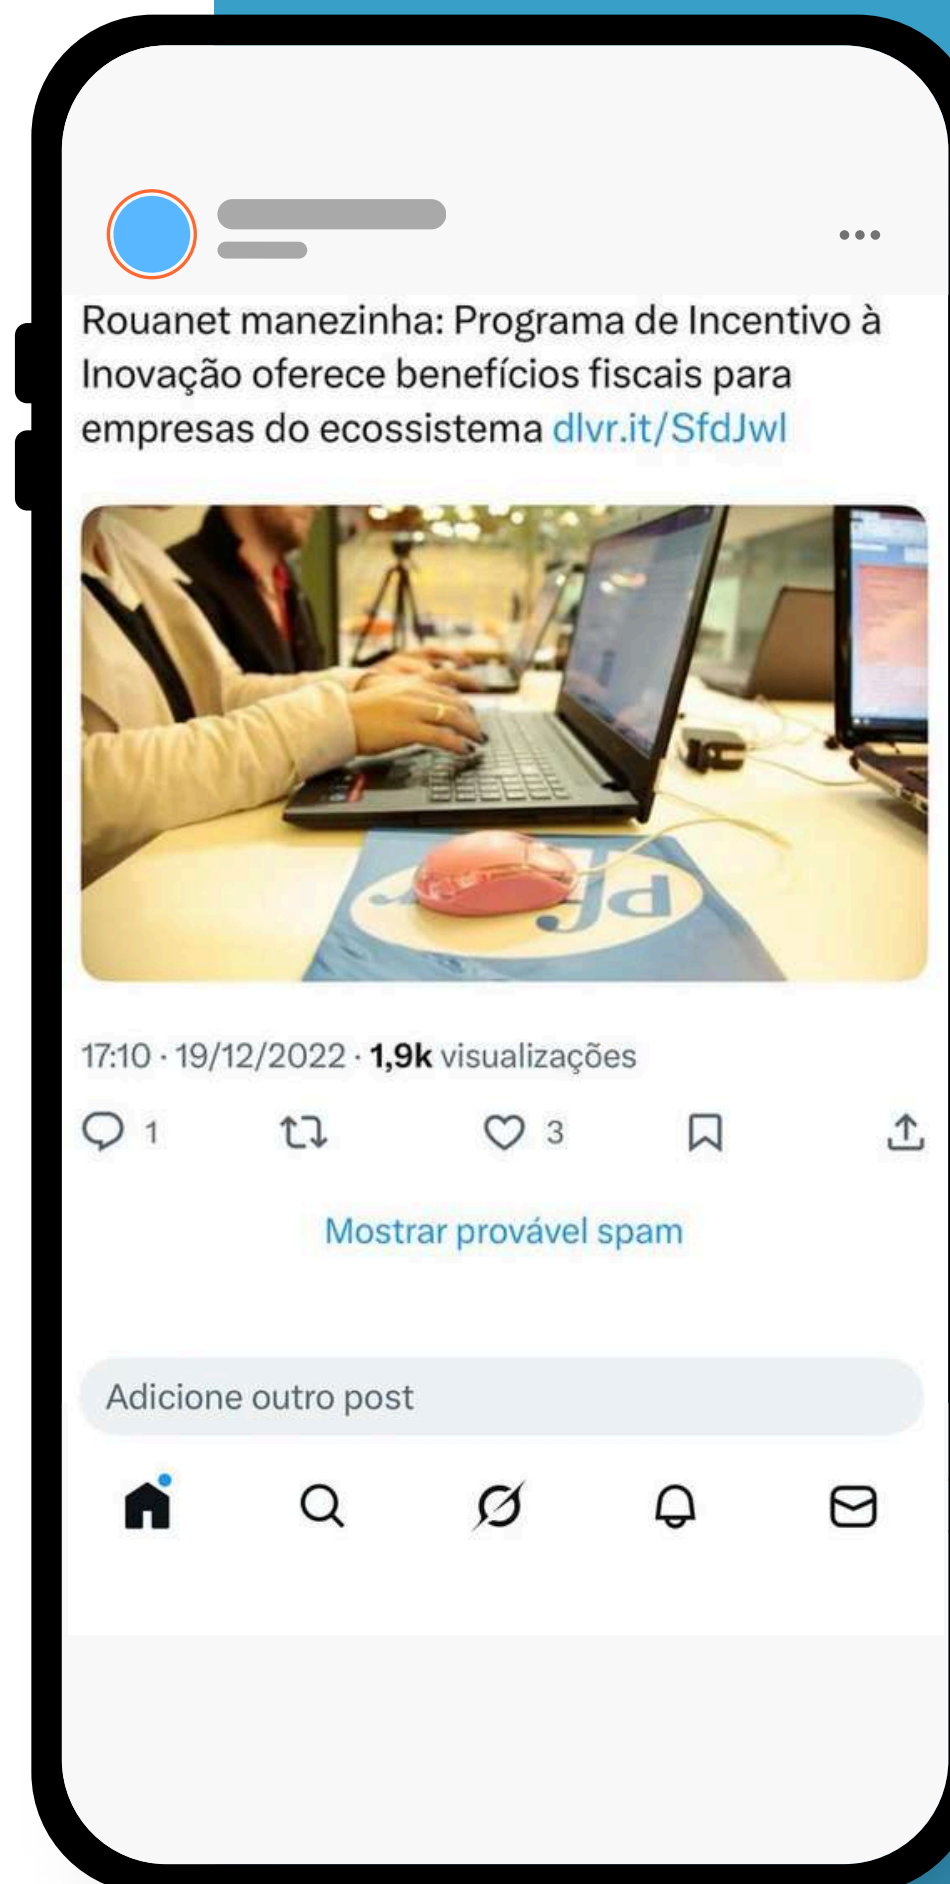 Rouanet manezinha: Programa de Incentivo à
Inovação oferece benefícios fiscais para
empresas do ecossistema dlvr.it/SfdJwl
pf
17:10 · 19/12/2022 · 1,9k visualizações
1
3
Mostrar provável spam
Adicione outro post